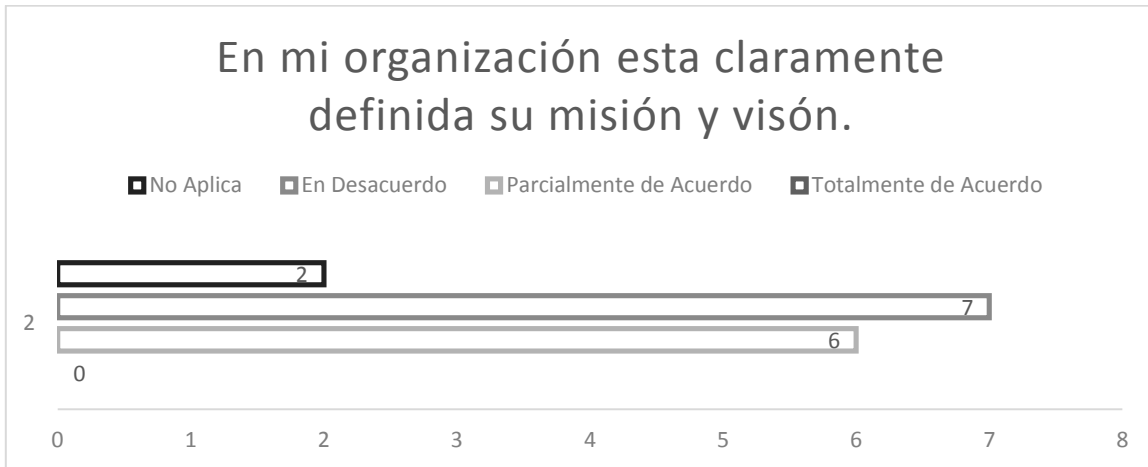 En mi organización esta claramente
definida su misión y visón.
No Aplica En Desacuerdo Parcialmente de Acuerdo Totalmente de Acuerdo
2
7
2
6
0
0 1 2 3 4 5 6 7 8